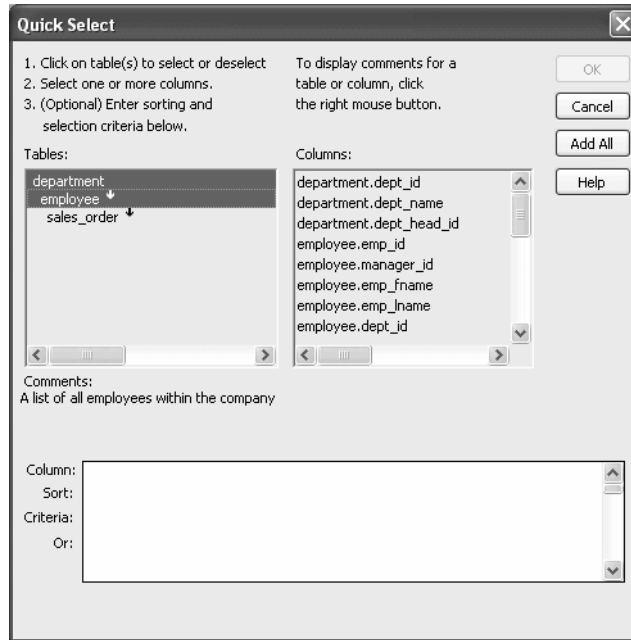 Quick Select
1. Click on table(s) to select or deselect
2. Select one or more columns.
3. (Optional) Enter sorting and
selection criteria below.
To display comments for a
table or column, click
the right mouse button.
OK
Cancel
Add All
Help
Tables:
department
employee
sales_order
Columns:
department.dept_id
department.dept_name
department.dept_head_id
employee.emp_id
employee.manager_id
employee.emp_fname
employee.emp_lname
employee.dept_id
Comments:
A list of all employees within the company
Column:
Sort:
Criteria:
Or: